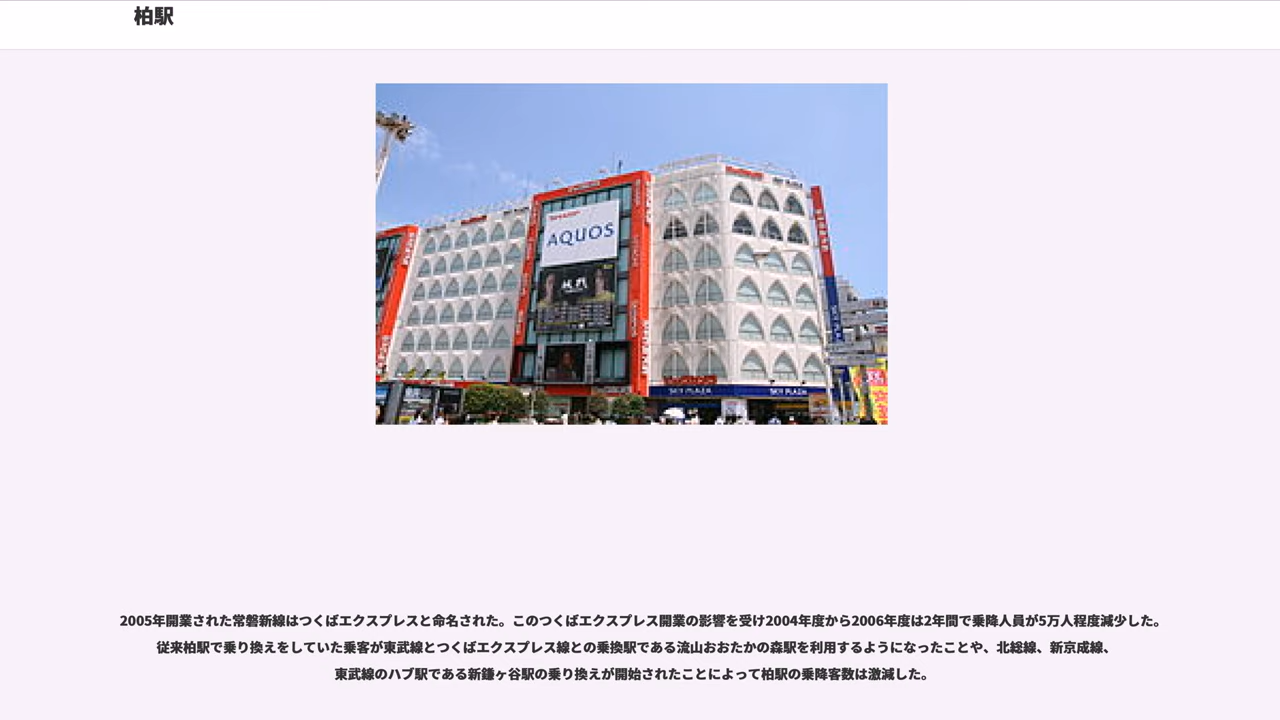 柏駅
SHARP
AQUOS
SKY PLAZA
SKY PLAZA
2005年開業された常磐新線はつくばエクスプレスと命名された。このつくばエクスプレス開業の影響を受け2004年度から2006年度は2年間で乗降人員が5万人程度減少した。
従来柏駅で乗り換えをしていた乗客が東武線とつくばエクスプレス線との乗換駅である流山おおたかの森駅を利用するようになったことや、北総線、新京成線、
東武線のハブ駅である新鎌ヶ谷駅の乗り換えが開始されたことによって柏駅の乗降客数は激減した。